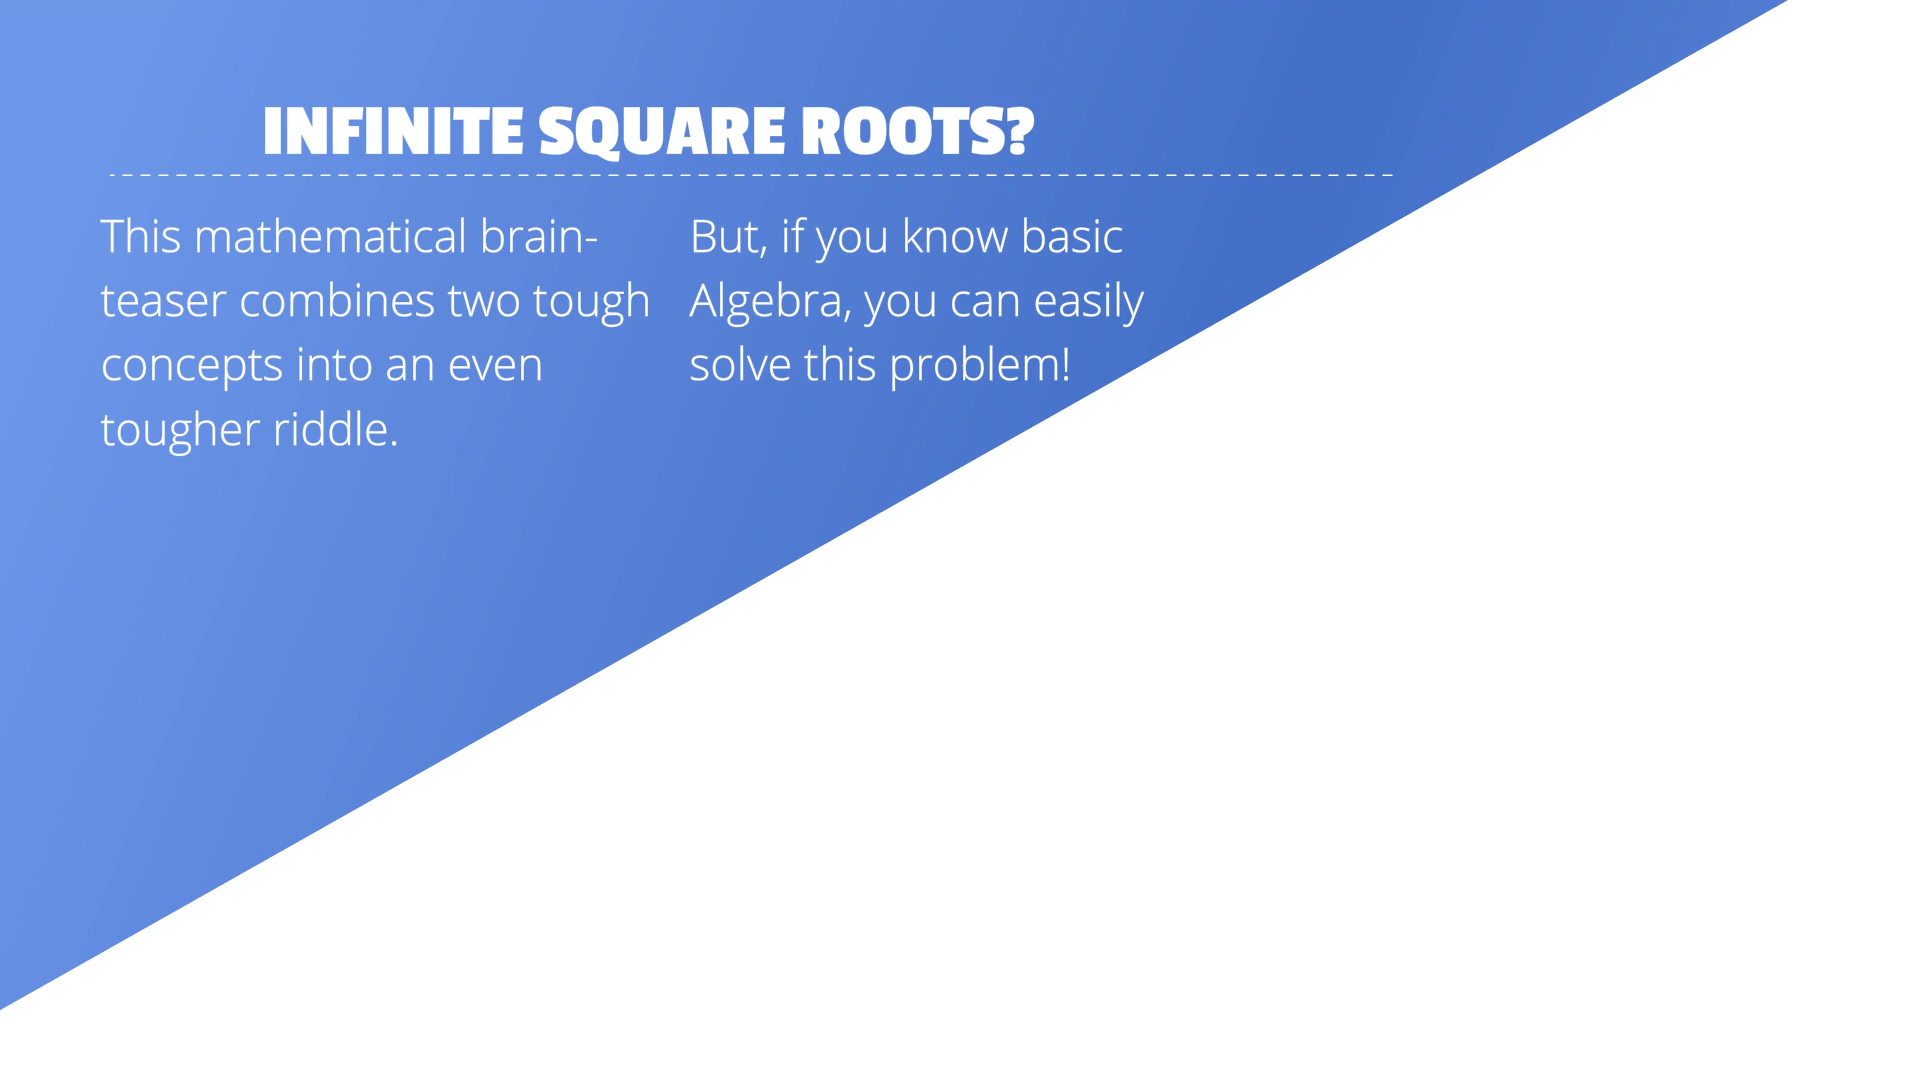 INFINITE SQUARE ROOTS?
This mathematical brain-
teaser combines two tough
concepts into an even
tougher riddle.
But, if you know basic
Algebra, you can easily
solve this problem!